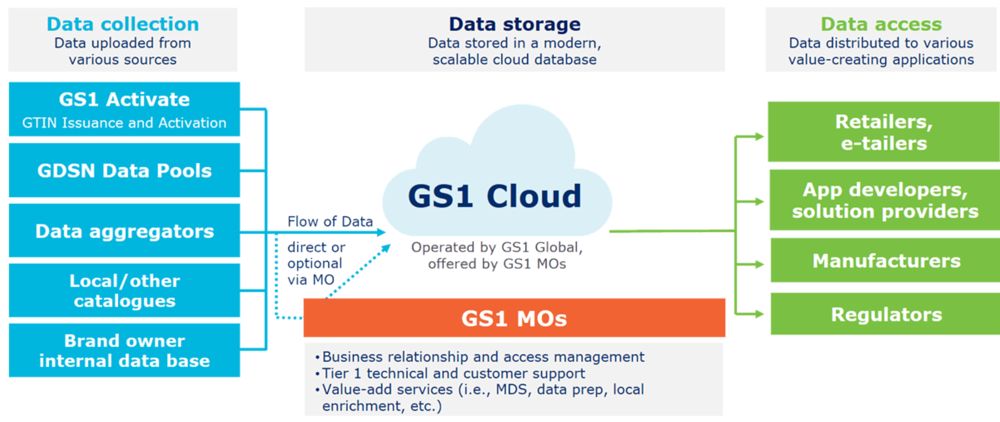 Data collection
Data uploaded from
various sources
Data storage
Data stored in a modern,
scalable cloud database
Data access
Data distributed to various
value-creating applications
GS1 Activate
GTIN Issuance and Activation
GDSN Data Pools
Data aggregators
Local/other
catalogues
Brand owner
internal data base
Flow of Data
direct or
optional
via MO
GS1 Cloud
Operated by GS1 Global,
offered by GS1 MOs
GS1 MOs
• Business relationship and access management
• Tier 1 technical and customer support
• Value-add services (i.e., MDS, data prep, local
enrichment, etc.)
Retailers,
e-tailers
App developers,
solution providers
Manufacturers
Regulators